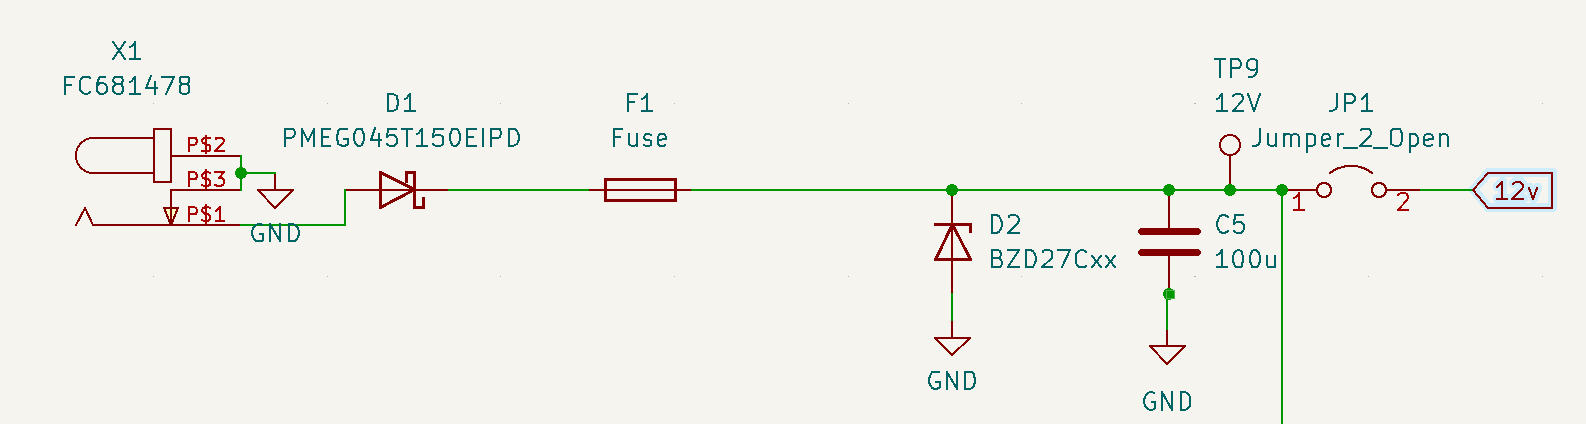 X1
FC681478
P$2
P$3
P$1
GND
D1
PMEG045T150EIPD
F1
Fuse
D2
BZD27Cxx
GND
C5
100u
GND
TP9
12V
JP1
Jumper_2_Open
1
2
12v